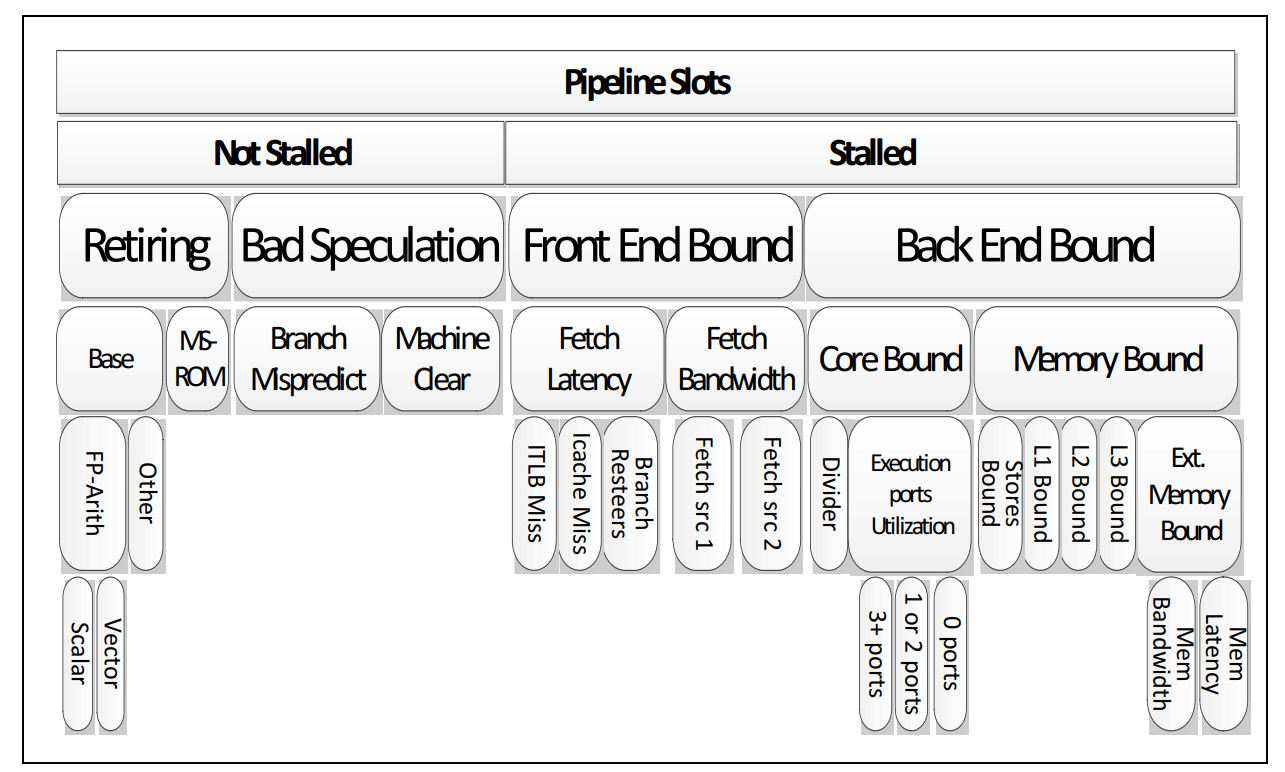 Pipeline Slots
Not Stalled
Stalled
Retiring
Bad Speculation
Front End Bound
Back End Bound
Base
MS-
ROM
Branch
Mispredict
Machine
Clear
Fetch
Latency
Fetch
Bandwidth
Core Bound
Memory Bound
FP-Arith
Other
ITLB Miss
Icache Miss
Branch
Resteers
Fetch src 1
Fetch src 2
Divider
Execution
ports
Utilization
Stores
Bound
L1 Bound
L2 Bound
L3 Bound
Ext.
Memory
Bound
Scalar
Vector
3+ ports
1 or 2 ports
0 ports
Mem
Bandwidth
Mem
Latency